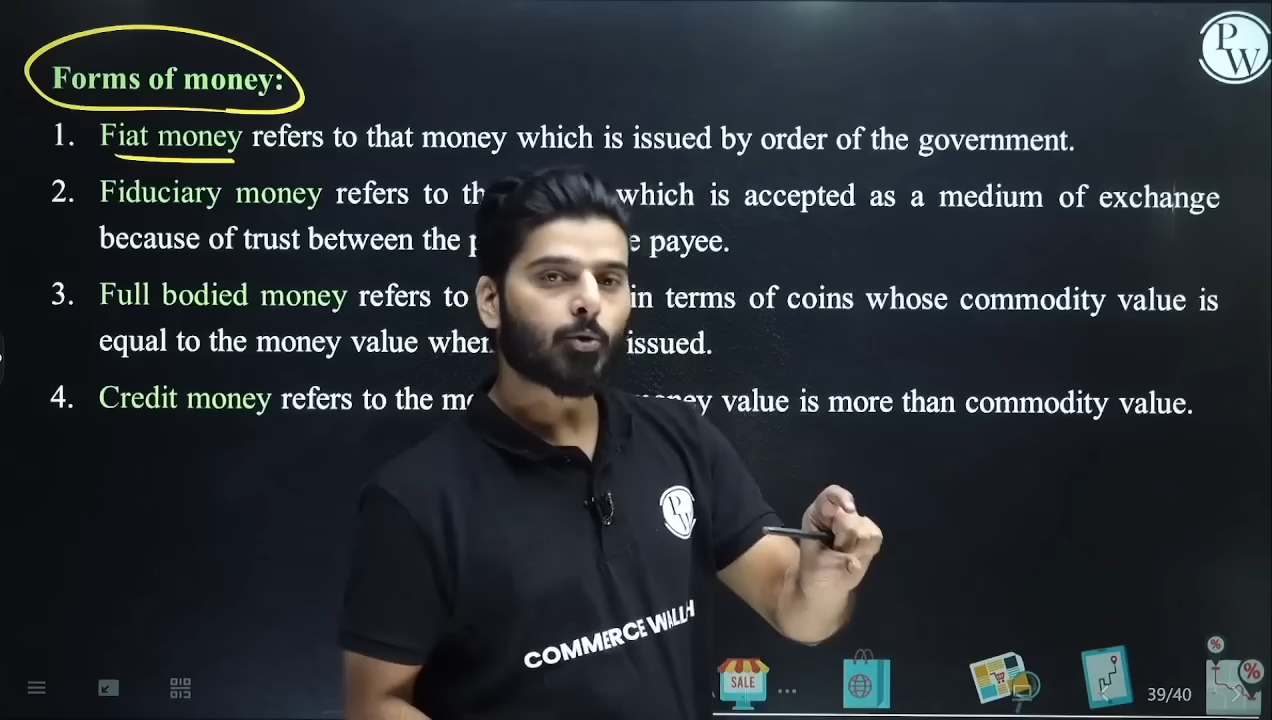 PW
Forms of money:
1. Fiat money refers to that money which is issued by order of the government.
2. Fiduciary money refers to which is accepted as a medium of exchange
because of trust between the payee.
3. Full bodied money refers to in terms of coins whose commodity value is
equal to the money value issued.
4. Credit money refers to the value is more than commodity value.
PW
COMMERCE WALLAH
SALE
39/40
%
%